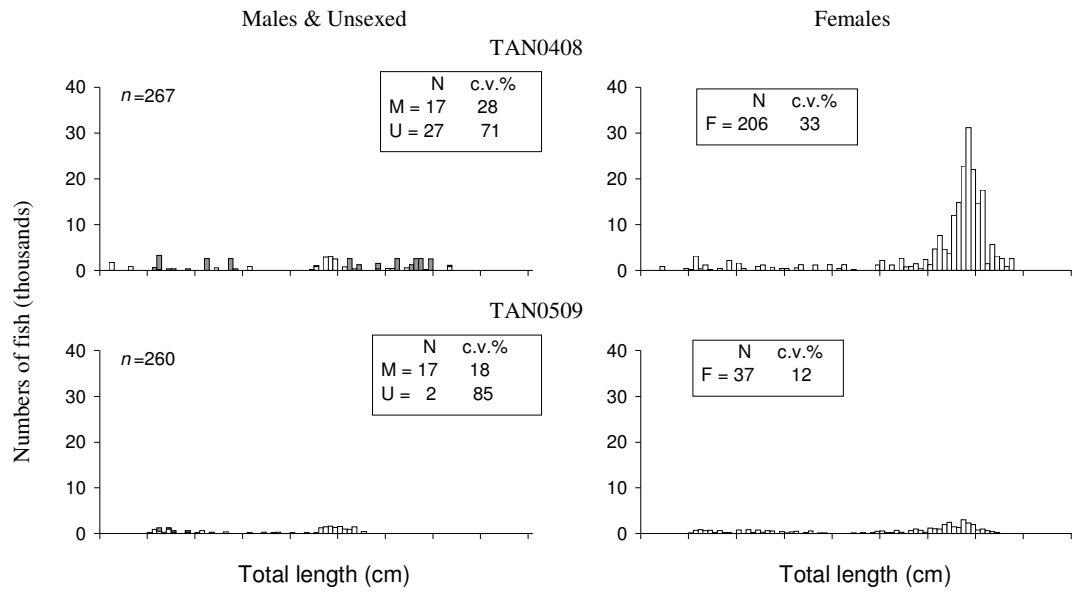 Males & Unsexed
Females
TAN0408
Numbers of fish (thousands)
40
30
20
10
0
n=267
N c.v.%
M = 17 28
U = 27 71
40
30
20
10
0
N c.v.%
F = 206 33
TAN0509
40
30
20
10
0
n=260
N c.v.%
M = 17 18
U = 2 85
40
30
20
10
0
N c.v.%
F = 37 12
Total length (cm)
Total length (cm)